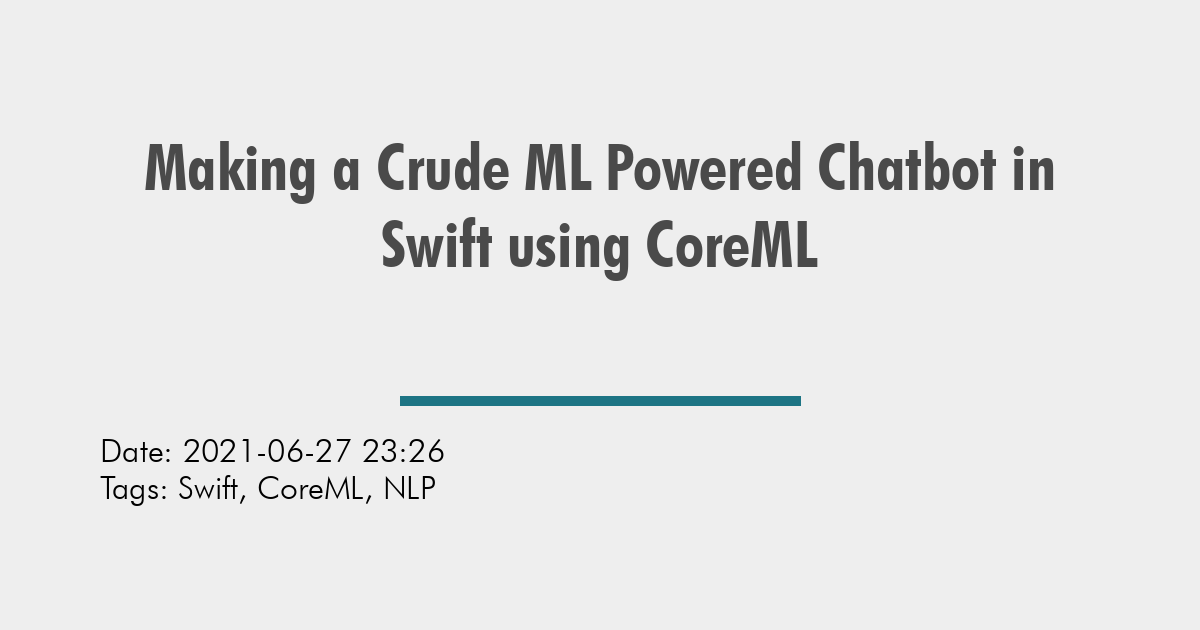 Making a Crude ML Powered Chatbot in
Swift using CoreML
Date: 2021-06-27 23:26
Tags: Swift, CoreML, NLP